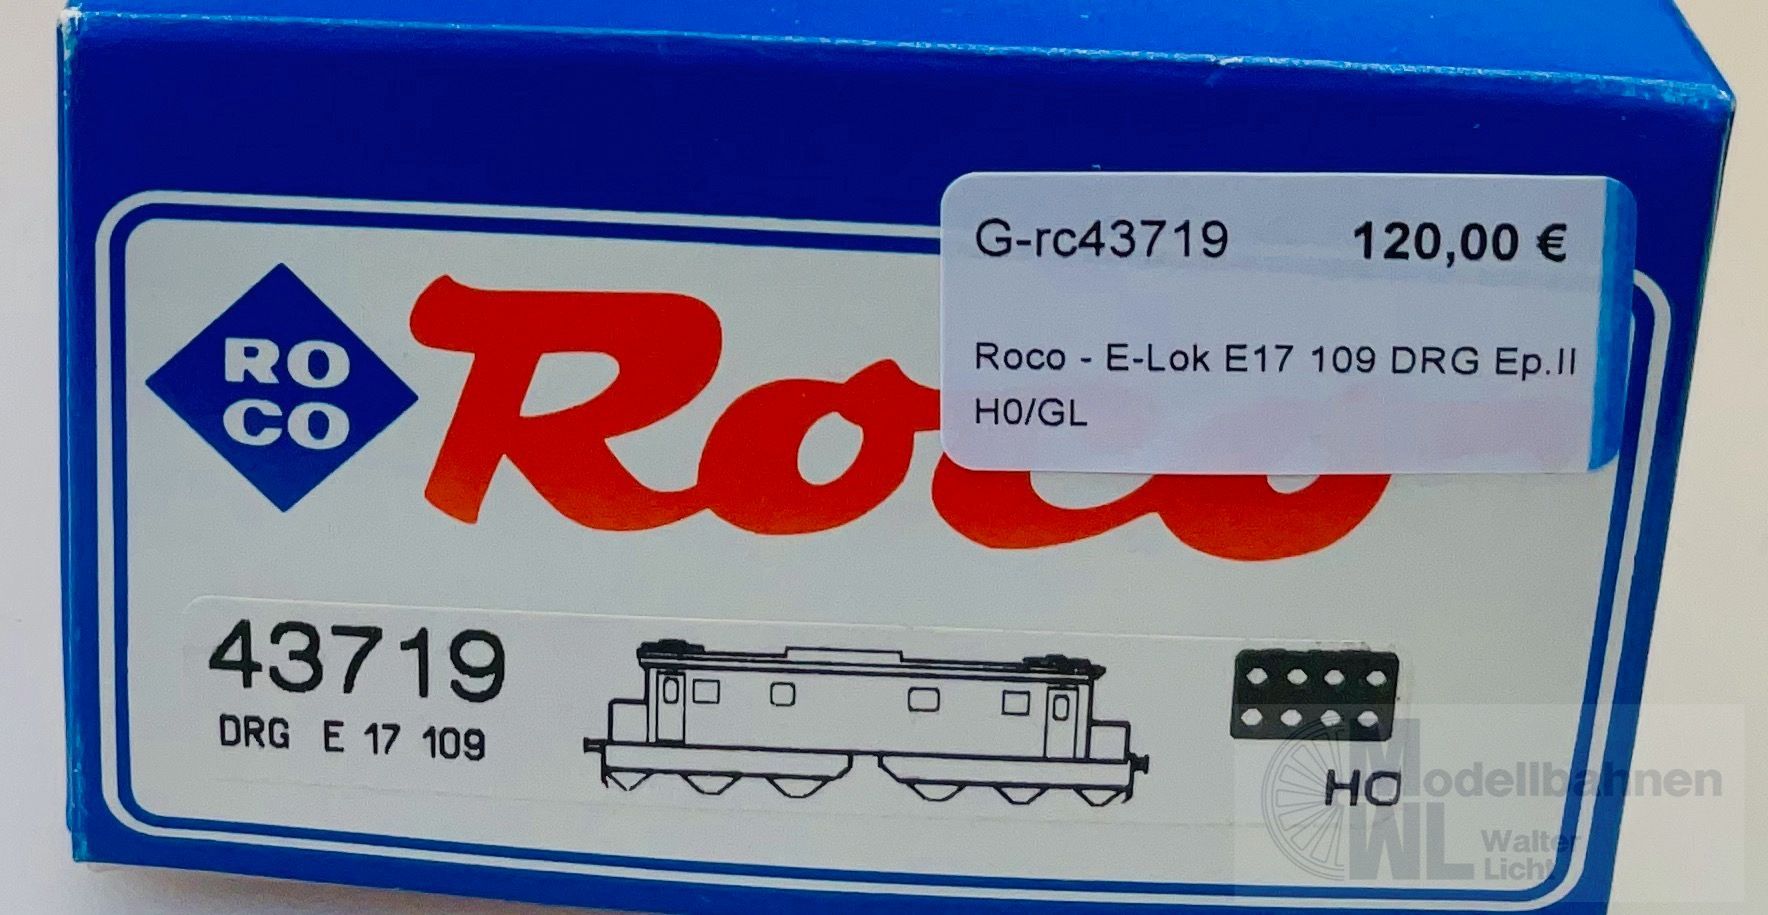 G-rc43719 120,00 €
Roco - E-Lok E17 109 DRG Ep.II
H0/GL
RO
CO
Roco
43719
DRG E 17 109
HO
Modellbahnen
WL Walter
Licht